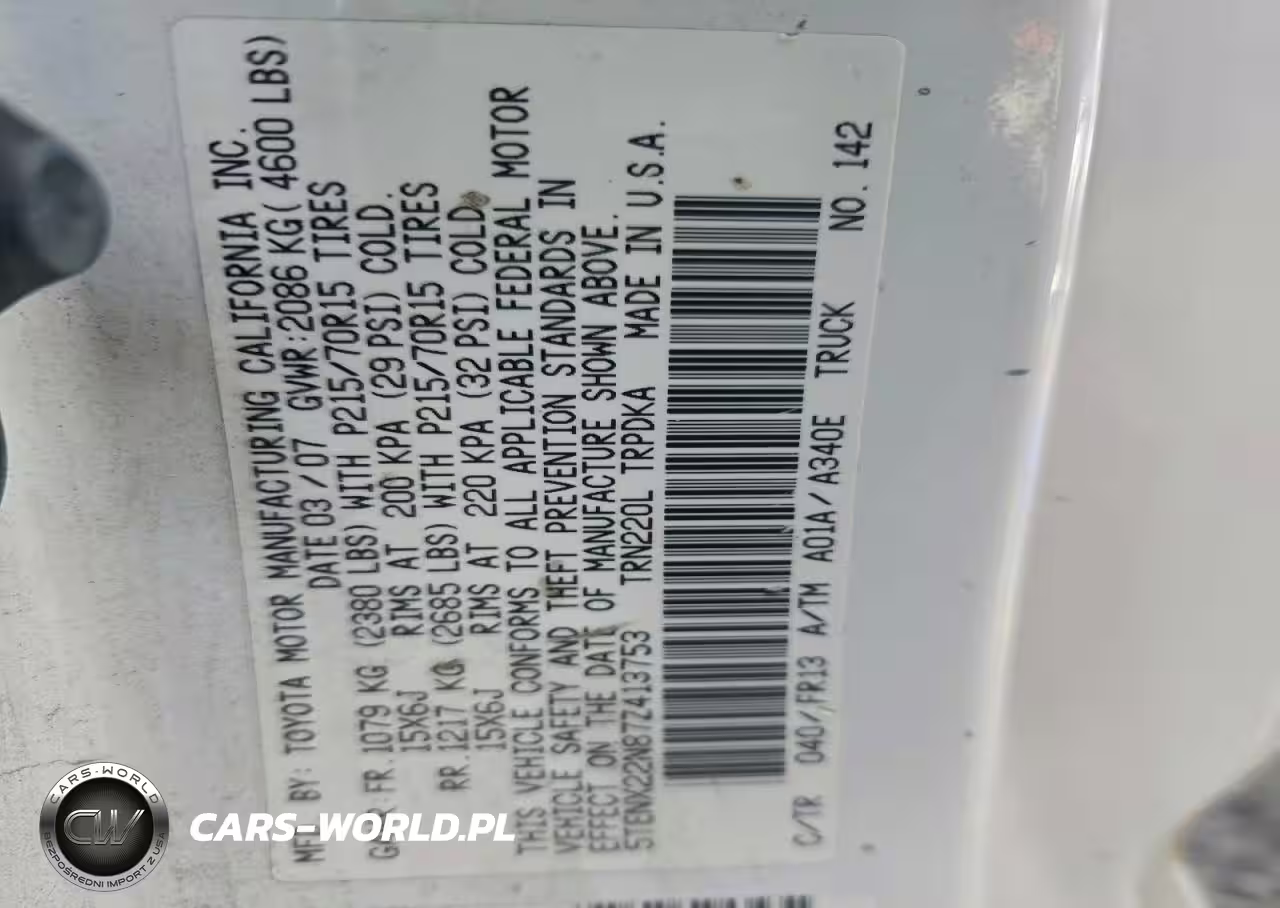 MFD BY: TOYOTA MOTOR MANUFACTURING CALIFORNIA INC.
DATE 03 / 07 GVWR:2086 KG( 4600 LBS)
FR. 1079 KG (2380 LBS) WITH P215/70R15 TIRES
15X6J RIMS AT 200 KPA (29 PSI) COLD.
RR. 1217 KG (2685 LBS) WITH P215/70R15 TIRES
15X6J RIMS AT 220 KPA (32 PSI) COLD
THIS VEHICLE CONFORMS TO ALL APPLICABLE FEDERAL MOTOR
VEHICLE SAFETY AND THEFT PREVENTION STANDARDS IN
EFFECT ON THE DATE OF MANUFACTURE SHOWN ABOVE.
5TENX22N87Z413753 TRN220L TRPDKA MADE IN U.S.A.
C/TR 040/,FR13 A/TM A01A/A340E TRUCK NO.142
CARS-WORLD
CW
BEZPOŚREDNI IMPORT Z USA
CARS-WORLD.PL